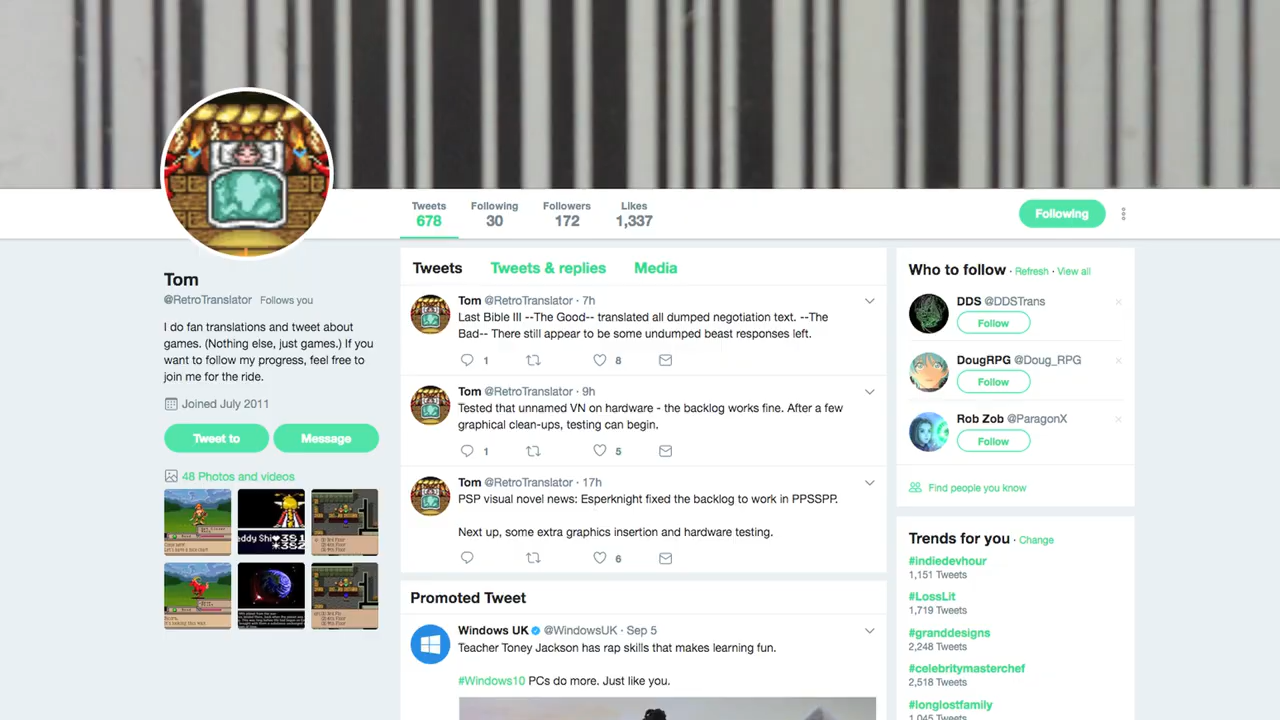 Tweets
678
Following
30
Followers
172
Likes
1,337
Following
Tom
@RetroTranslator Follows you
I do fan translations and tweet about
games. (Nothing else, just games.) If you
want to follow my progress, feel free to
join me for the ride.
Joined July 2011
Tweet to
Message
48 Photos and videos
Tweets
Tweets & replies
Media
Tom @RetroTranslator · 7h
Last Bible III --The Good-- translated all dumped negotiation text. --The
Bad-- There still appear to be some undumped beast responses left.
1
8
Tom @RetroTranslator · 9h
Tested that unnamed VN on hardware - the backlog works fine. After a few
graphical clean-ups, testing can begin.
1
5
Tom @RetroTranslator · 17h
PSP visual novel news: Esperknight fixed the backlog to work in PPSSPP.
Next up, some extra graphics insertion and hardware testing.
6
Promoted Tweet
Windows UK @WindowsUK · Sep 5
Teacher Toney Jackson has rap skills that makes learning fun.
#Windows10 PCs do more. Just like you.
Who to follow · Refresh · View all
DDS @DDSTrans
Follow
DougRPG @Doug_RPG
Follow
Rob Zob @ParagonX
Follow
Find people you know
Trends for you · Change
#indiedevhour
1,151 Tweets
#LossLit
1,719 Tweets
#granddesigns
2,248 Tweets
#celebritymasterchef
2,518 Tweets
#longlostfamily
1,045 Tweets